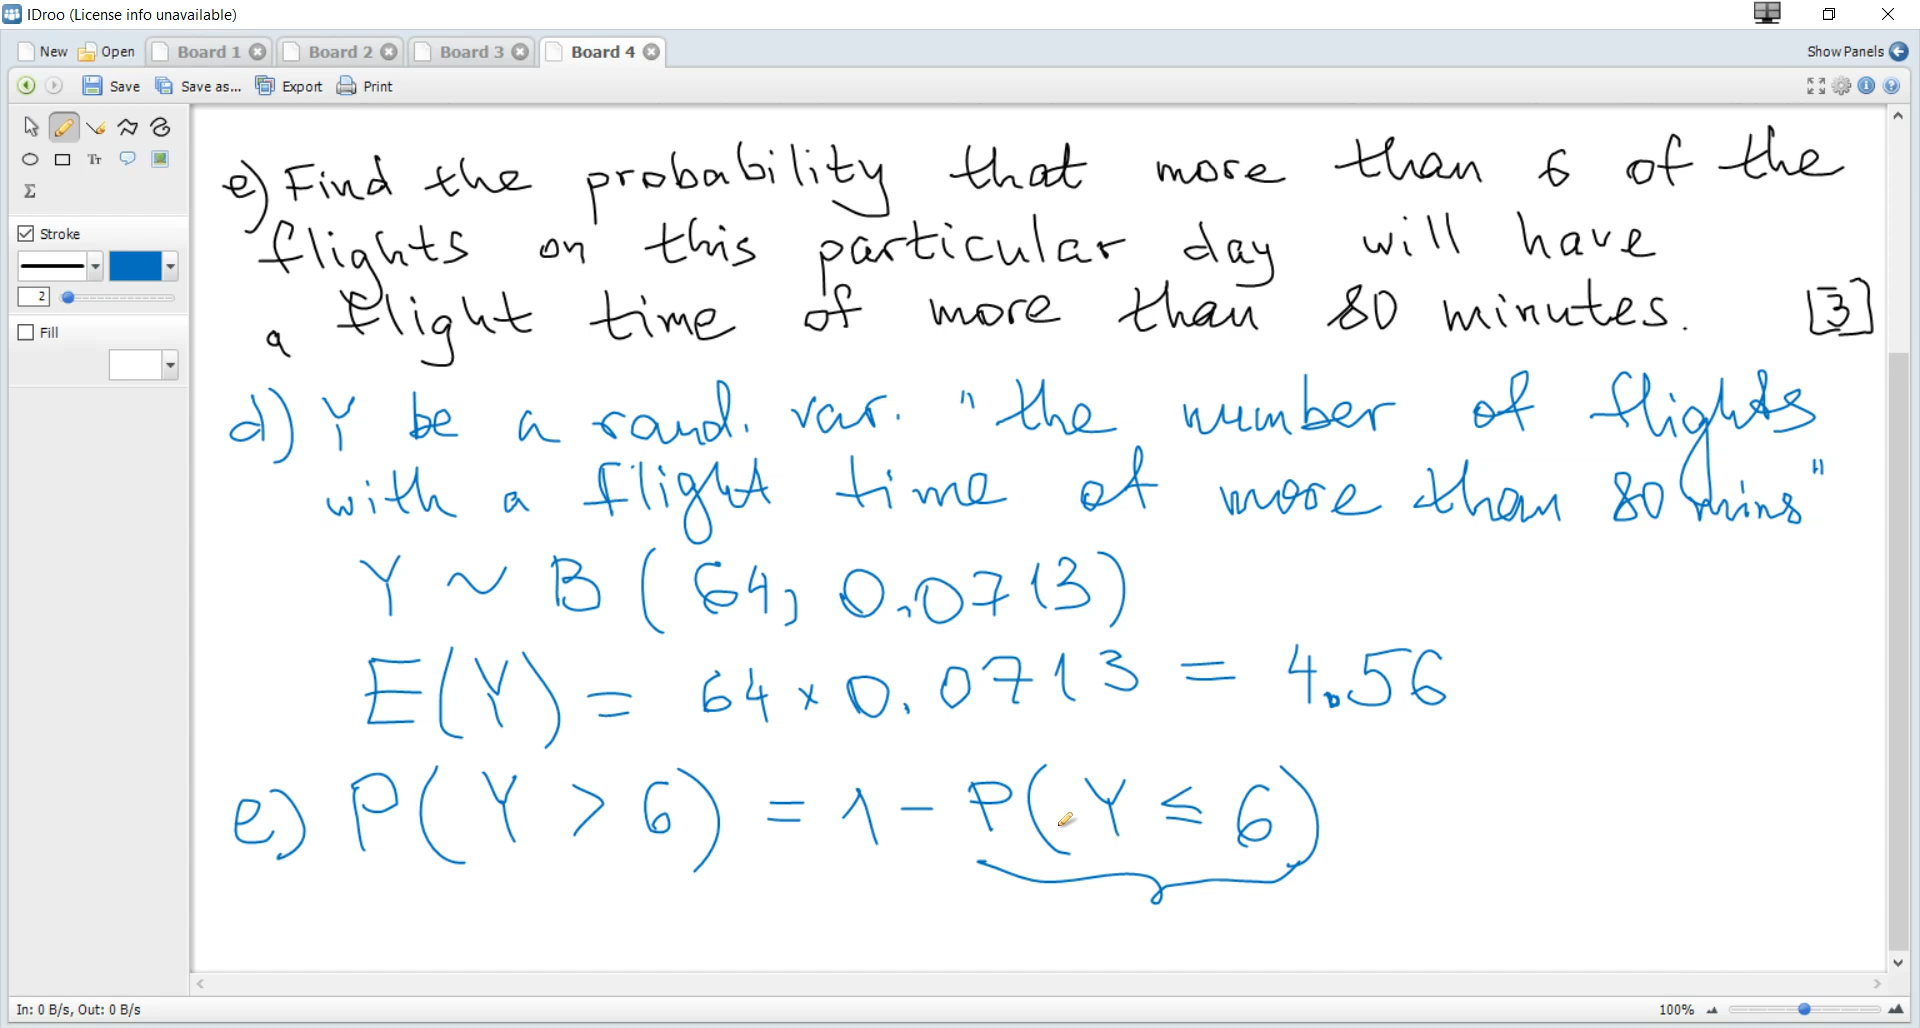 IDroo (License info unavailable)
New Open Board 1 Board 2 Board 3 Board 4 Show Panels
Save Save as... Export Print
Tт
Σ
Stroke
2
Fill
e) Find the probability that more than 6 of the
flights on this particular day will have
a flight time of more than 80 minutes. [3]
d) Y be a rand. var. "the number of flights
with a flight time of more than 80 mins"
Y ~ B (64, 0.0713)
E(Y) = 64 × 0.0713 = 4.56
e) P(Y > 6) = 1 - P(Y ≤ 6)
In: 0 B/s, Out: 0 B/s 100%